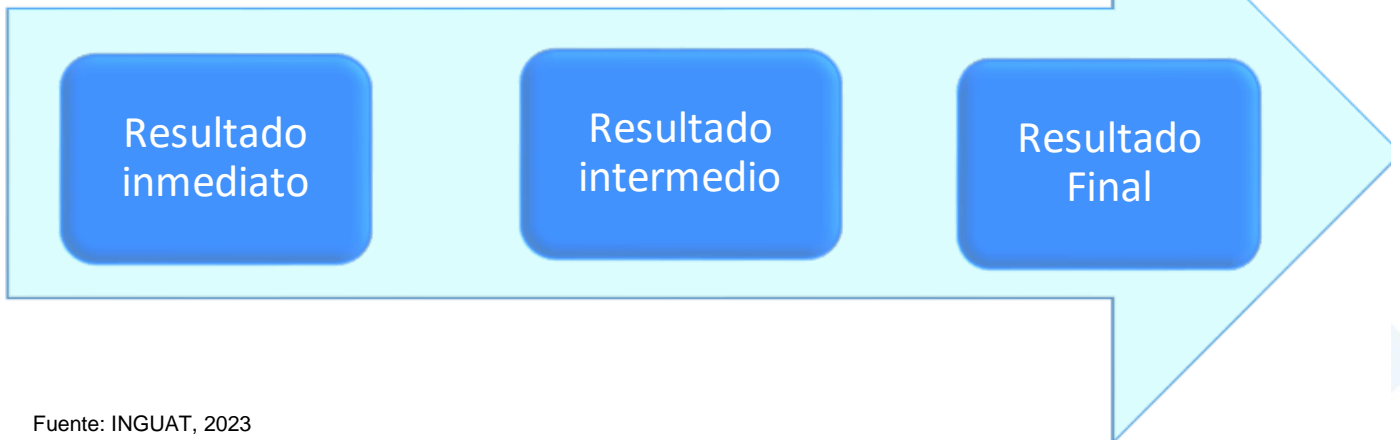 Resultado
inmediato
Resultado
intermedio
Resultado
Final
Fuente: INGUAT, 2023